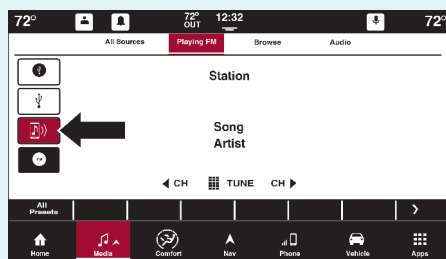 72° 72° OUT 12:32 72°
All Sources Playing FM Browse Audio
Station
Song
Artist
CH TUNE CH
All Presets
Home Media Comfort Nav Phone Vehicle Apps